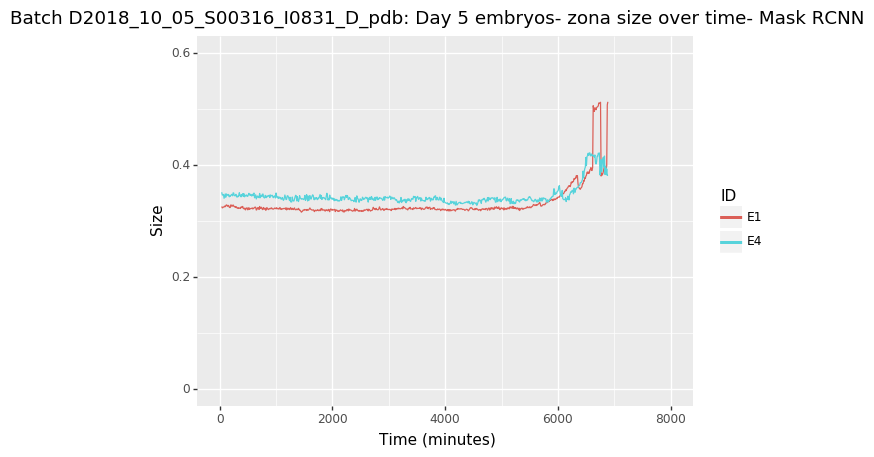 Batch D2018_10_05_S00316_I0831_D_pdb: Day 5 embryos- zona size over time- Mask RCNN
0.6
0.4
0.2
0
Size
0 2000 4000 6000 8000
Time (minutes)
ID
E1
E4